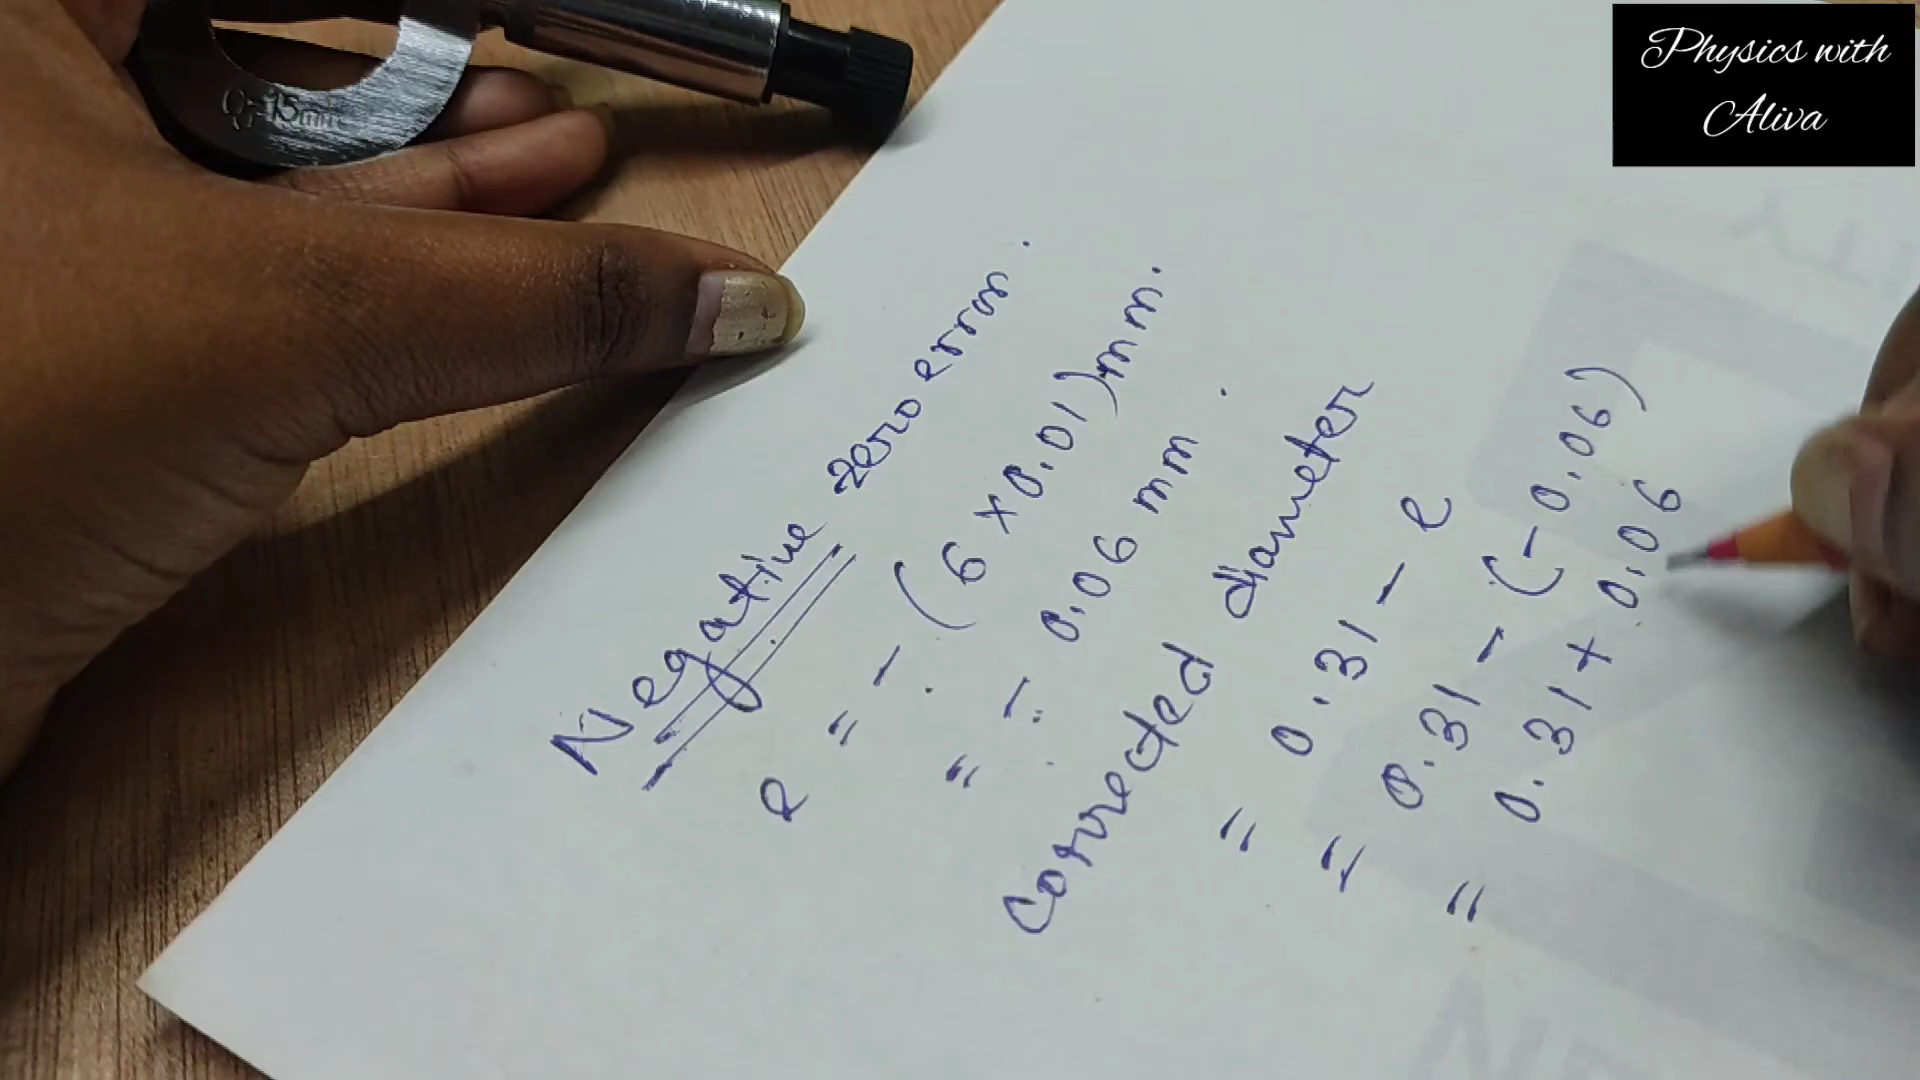 Physics with
Aliva
0-15mm
Negative zero error.
e = - (6 x 0.01) mm.
= - 0.06 mm.
Corrected diameter
= 0.31 - e
= 0.31 - (-0.06)
= 0.31 + 0.06